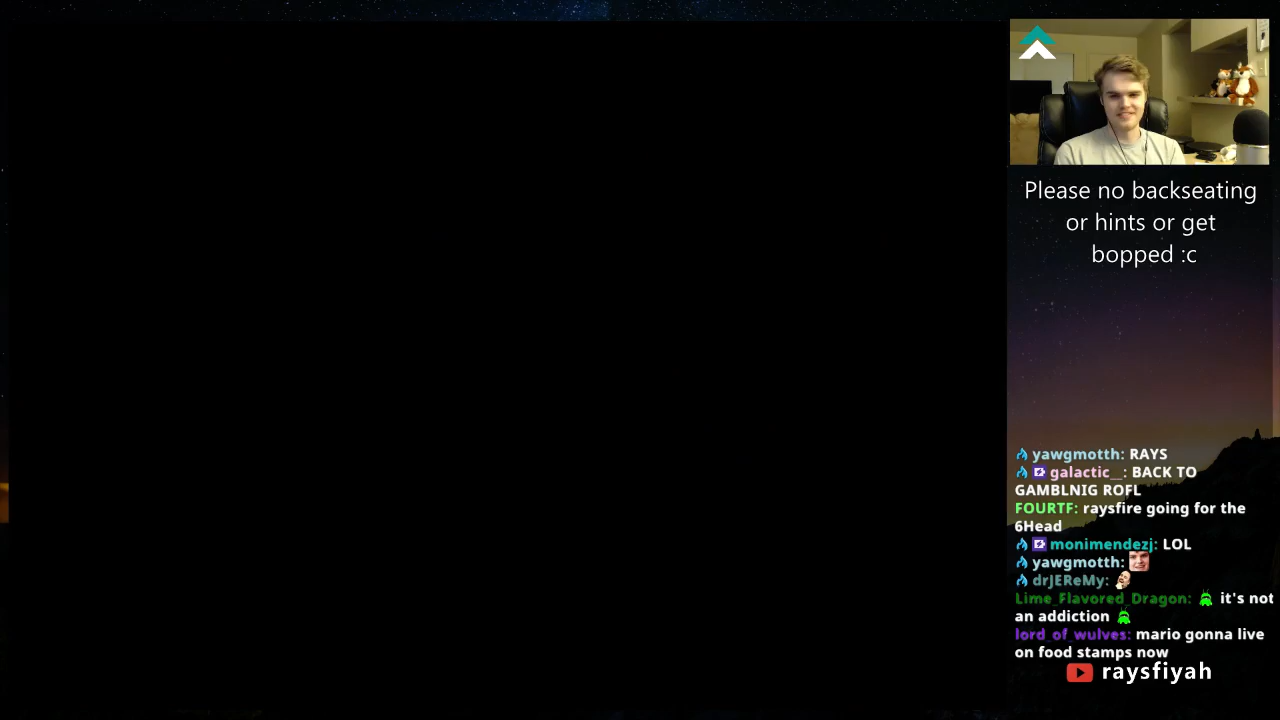 Please no backseating
or hints or get
bopped :c
yawgmotth: RAYS
galactic__: BACK TO
GAMBLNIG ROFL
FOURTF: raysfire going for the
6Head
monimendezj: LOL
yawgmotth:
drJEReMy:
Lime_Flavored_Dragon: it's not
an addiction
lord_of_wulves: mario gonna live
on food stamps now
raysfiyah